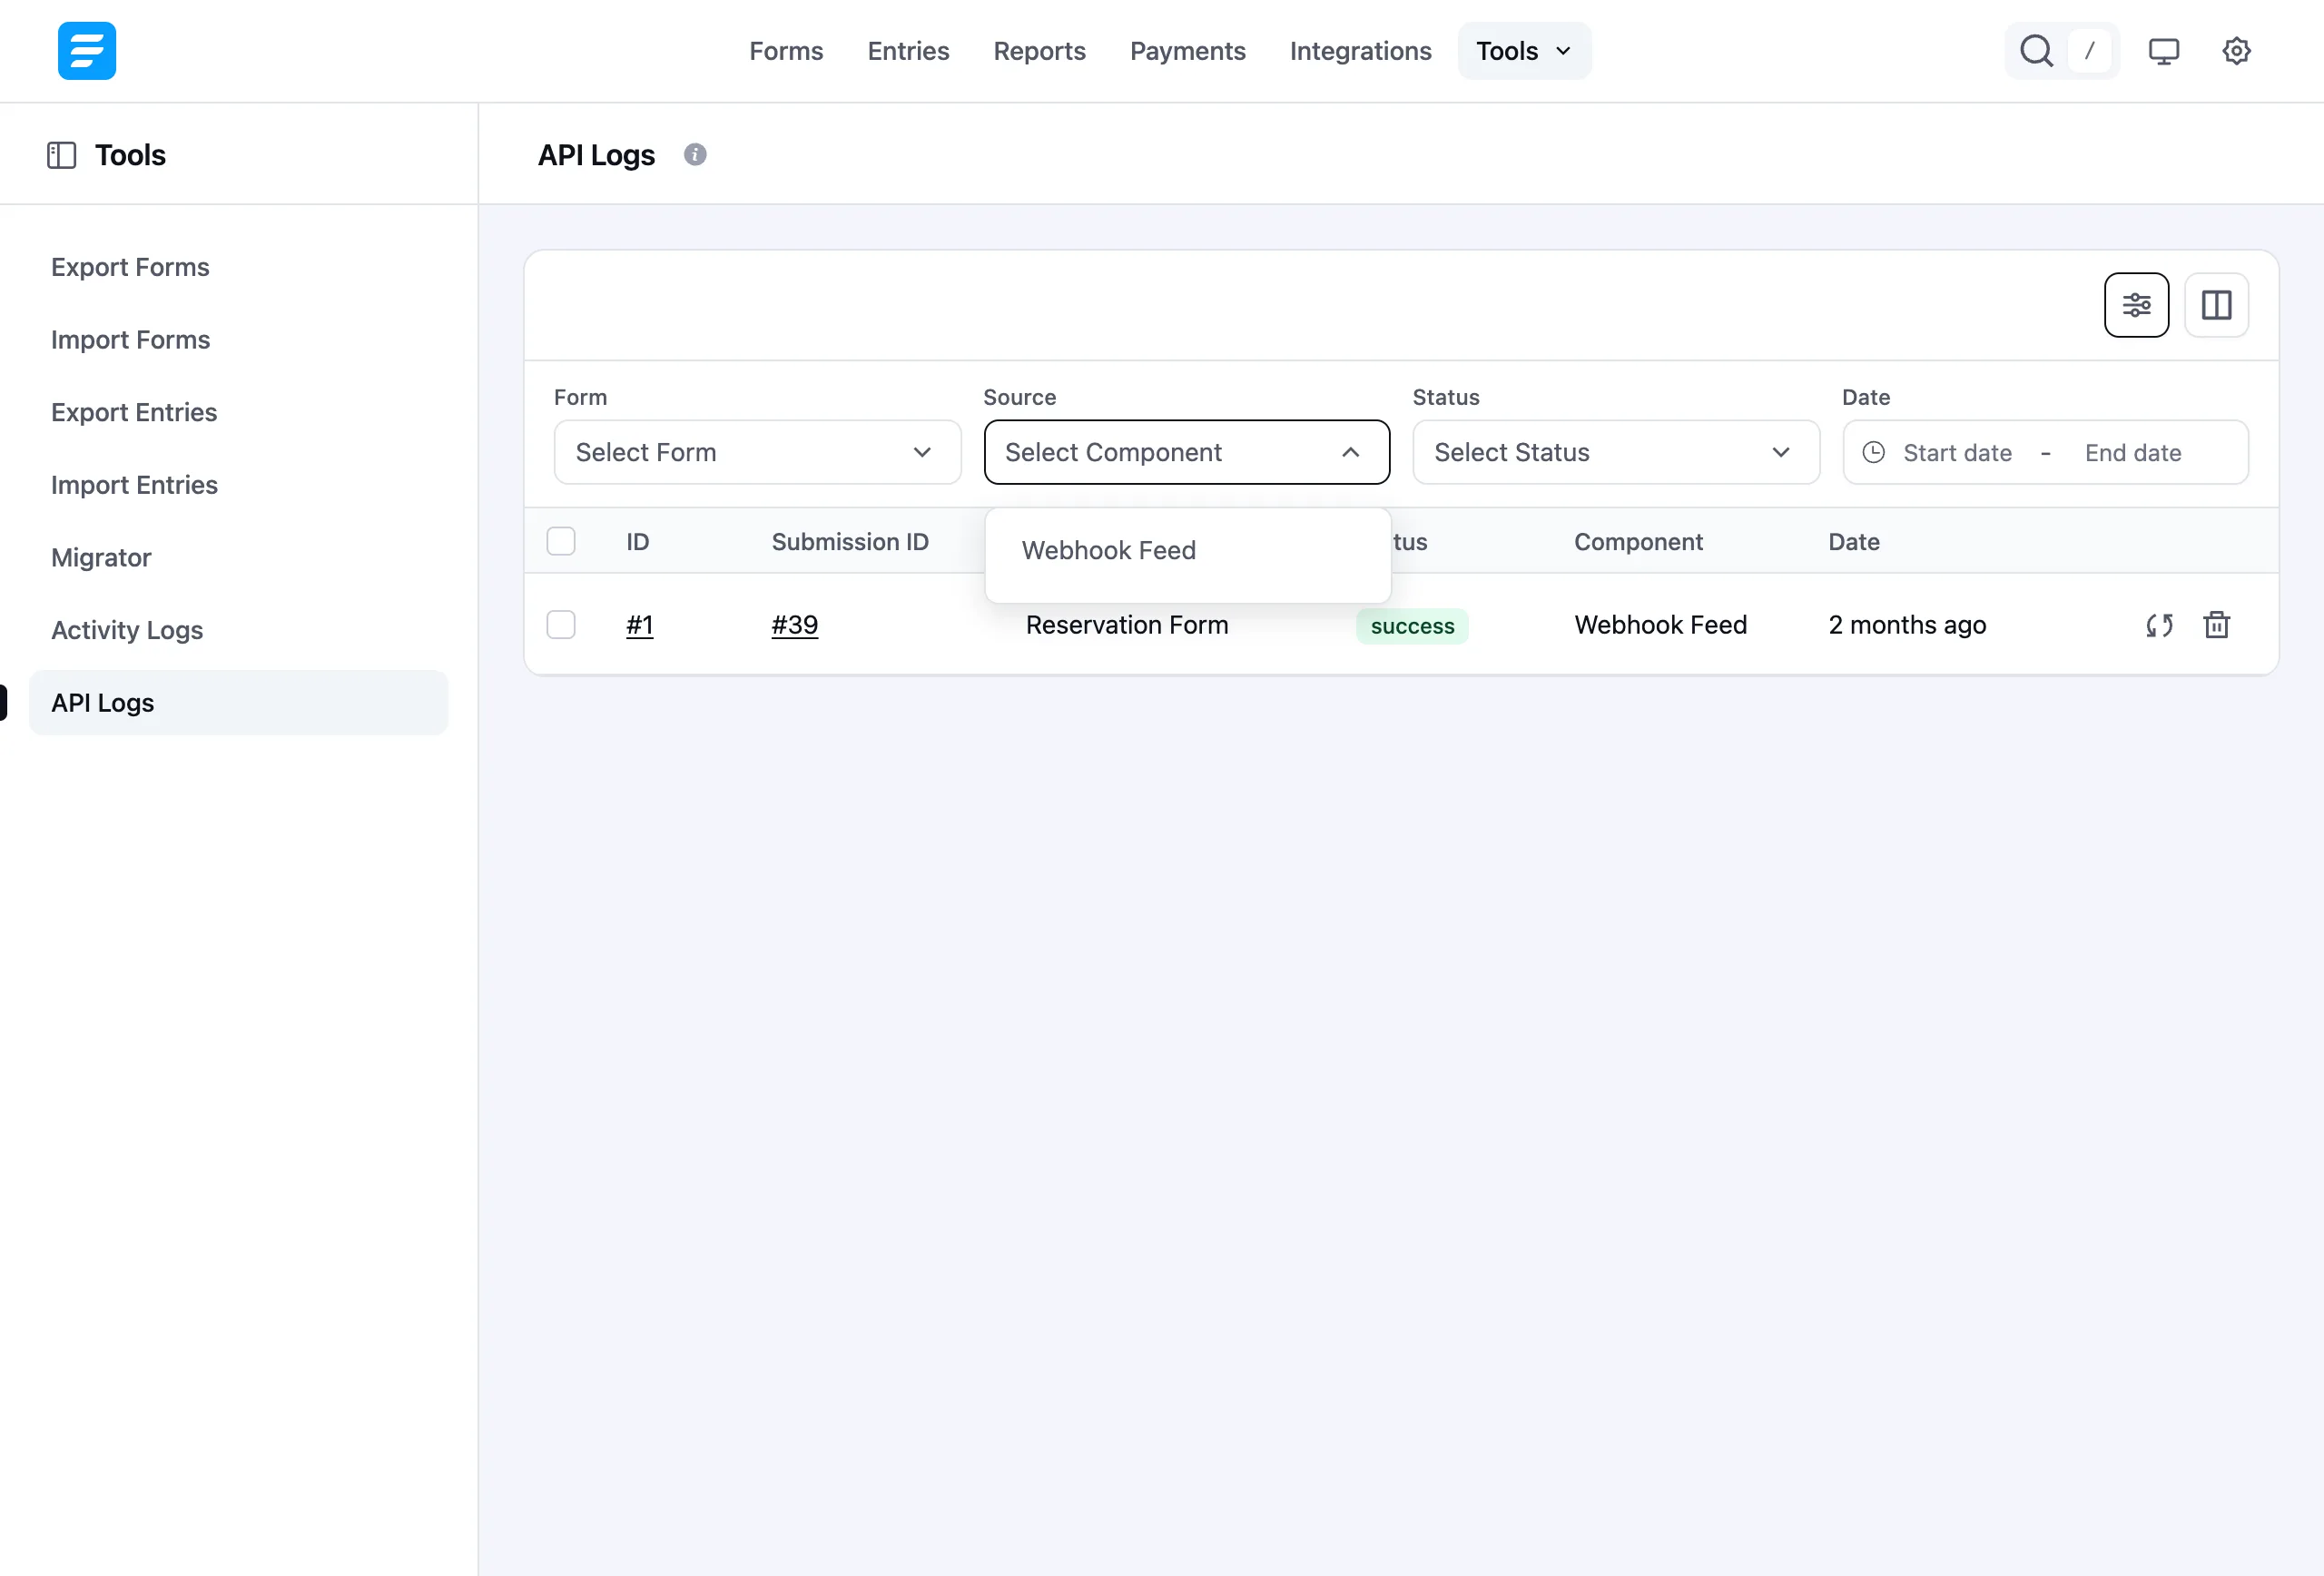 Forms Entries Reports Payments Integrations Tools /
Tools
API Logs
Export Forms
Import Forms
Export Entries
Import Entries
Migrator
Activity Logs
API Logs
Form Source Status Date
Select Form Select Component Select Status Start date - End date
Webhook Feed
ID Submission ID tus Component Date
#1 #39 Reservation Form success Webhook Feed 2 months ago